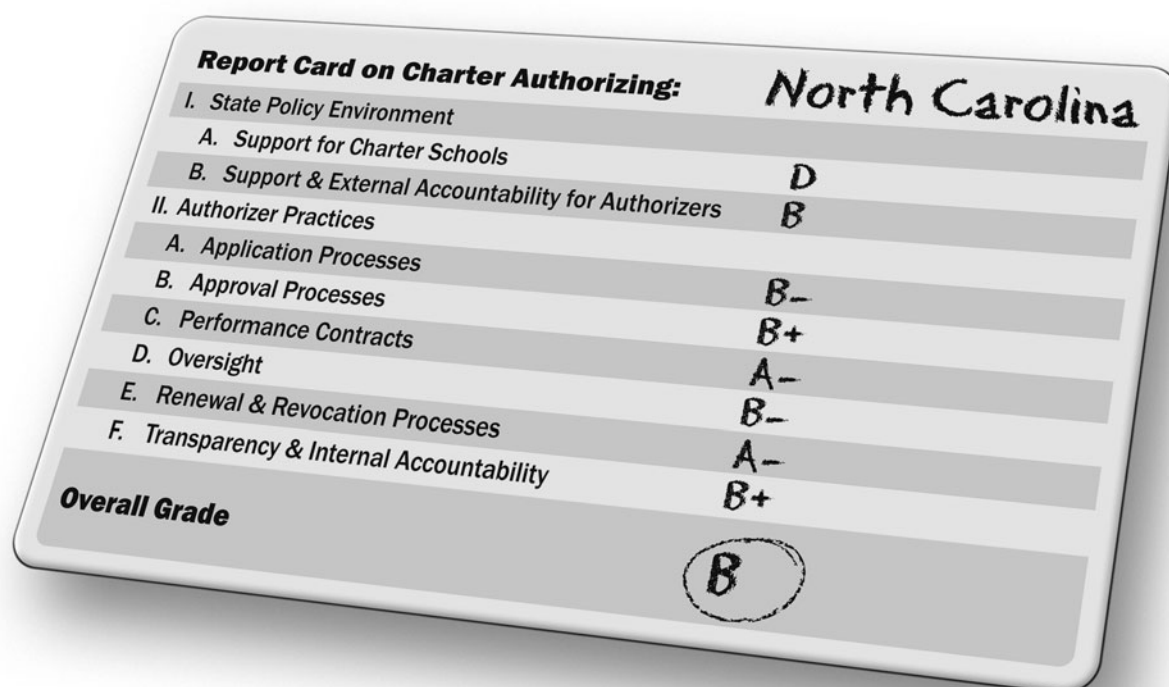 Report Card on Charter Authorizing: North Carolina
I. State Policy Environment
A. Support for Charter Schools D
B. Support & External Accountability for Authorizers B
II. Authorizer Practices
A. Application Processes B-
B. Approval Processes B+
C. Performance Contracts A-
D. Oversight B-
E. Renewal & Revocation Processes A-
F. Transparency & Internal Accountability B+
Overall Grade B